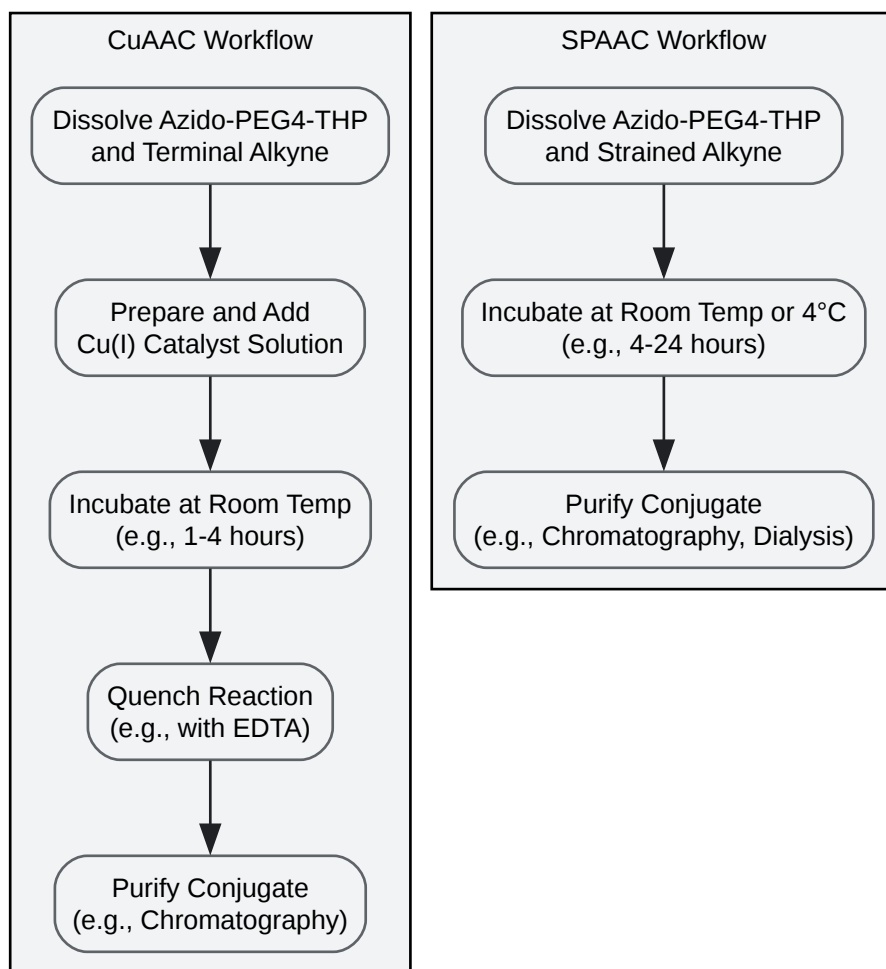 CuAAC Workflow
Dissolve Azido-PEG4-THP
and Terminal Alkyne
Prepare and Add
Cu(I) Catalyst Solution
Incubate at Room Temp
(e.g., 1-4 hours)
Quench Reaction
(e.g., with EDTA)
Purify Conjugate
(e.g., Chromatography)
SPAAC Workflow
Dissolve Azido-PEG4-THP
and Strained Alkyne
Incubate at Room Temp or 4°C
(e.g., 4-24 hours)
Purify Conjugate
(e.g., Chromatography, Dialysis)